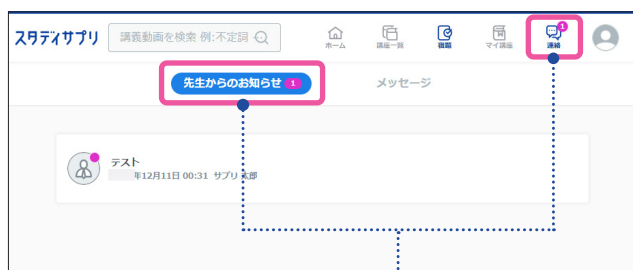 スタディサプリ
講義動画を検索 例:不定詞
ホーム
講座一覧
宿題
マイ講座
連絡
1
先生からのお知らせ 1
メッセージ
テスト
年12月11日 00:31 サプリ 太郎